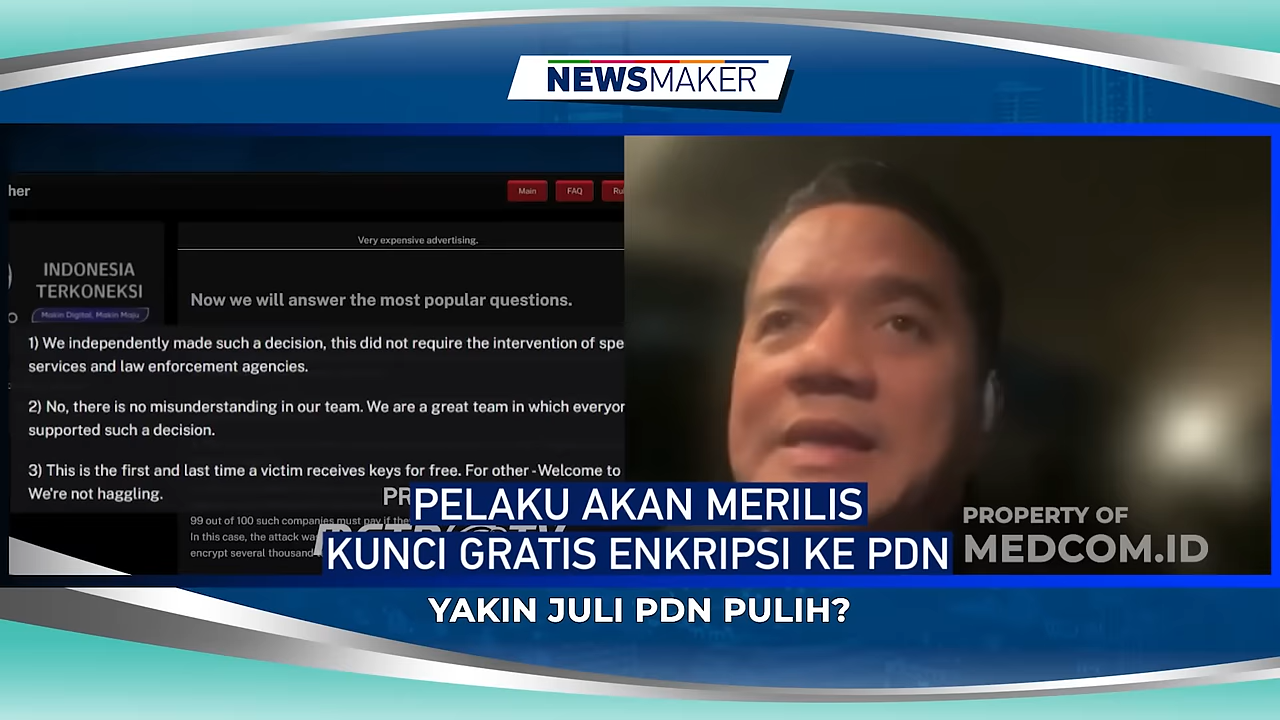 NEWSMAKER
her
Main
FAQ
Very expensive advertising.
INDONESIA
TERKONEKSI
Makin Digital, Makin Maju
Now we will answer the most popular questions.
1) We independently made such a decision, this did not require the intervention of spe
services and law enforcement agencies.
2) No, there is no misunderstanding in our team. We are a great team in which everyor
supported such a decision.
3) This is the first and last time a victim receives keys for free. For other - Welcome to
We're not haggling.
99 out of 100 such companies must pay if the
In this case, the attack was
encrypt several thousand
PELAKU AKAN MERILIS
KUNCI GRATIS ENKRIPSI KE PDN
PROPERTY OF
MEDCOM.ID
YAKIN JULI PDN PULIH?